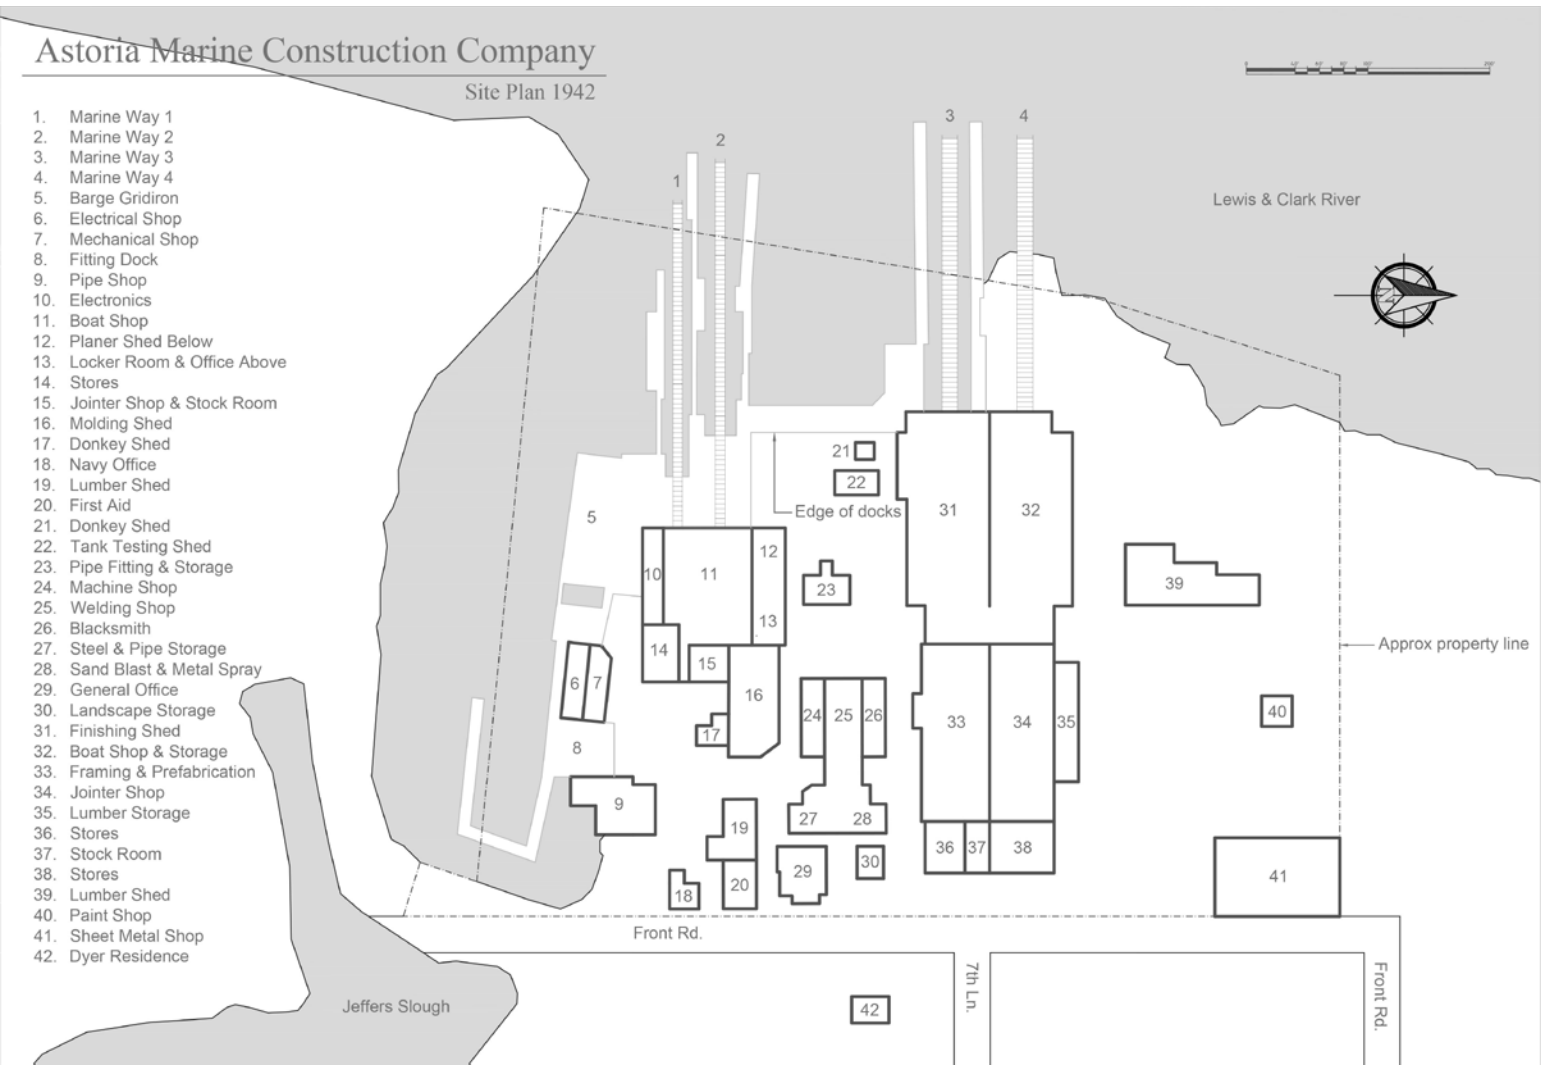 Astoria Marine Construction Company
Site Plan 1942
1. Marine Way 1
2. Marine Way 2
3. Marine Way 3
4. Marine Way 4
5. Barge Gridiron
6. Electrical Shop
7. Mechanical Shop
8. Fitting Dock
9. Pipe Shop
10. Electronics
11. Boat Shop
12. Planer Shed Below
13. Locker Room & Office Above
14. Stores
15. Jointer Shop & Stock Room
16. Molding Shed
17. Donkey Shed
18. Navy Office
19. Lumber Shed
20. First Aid
21. Donkey Shed
22. Tank Testing Shed
23. Pipe Fitting & Storage
24. Machine Shop
25. Welding Shop
26. Blacksmith
27. Steel & Pipe Storage
28. Sand Blast & Metal Spray
29. General Office
30. Landscape Storage
31. Finishing Shed
32. Boat Shop & Storage
33. Framing & Prefabrication
34. Jointer Shop
35. Lumber Storage
36. Stores
37. Stock Room
38. Stores
39. Lumber Shed
40. Paint Shop
41. Sheet Metal Shop
42. Dyer Residence
3
4
2
1
Lewis & Clark River
N
21
22
Edge of docks
31
32
5
12
10
11
39
23
13
14
15
Approx property line
6
7
16
24
25
26
33
34
35
40
17
8
9
27
28
19
36
37
38
30
29
41
20
18
Front Rd.
7th Ln.
Front Rd.
Jeffers Slough
42